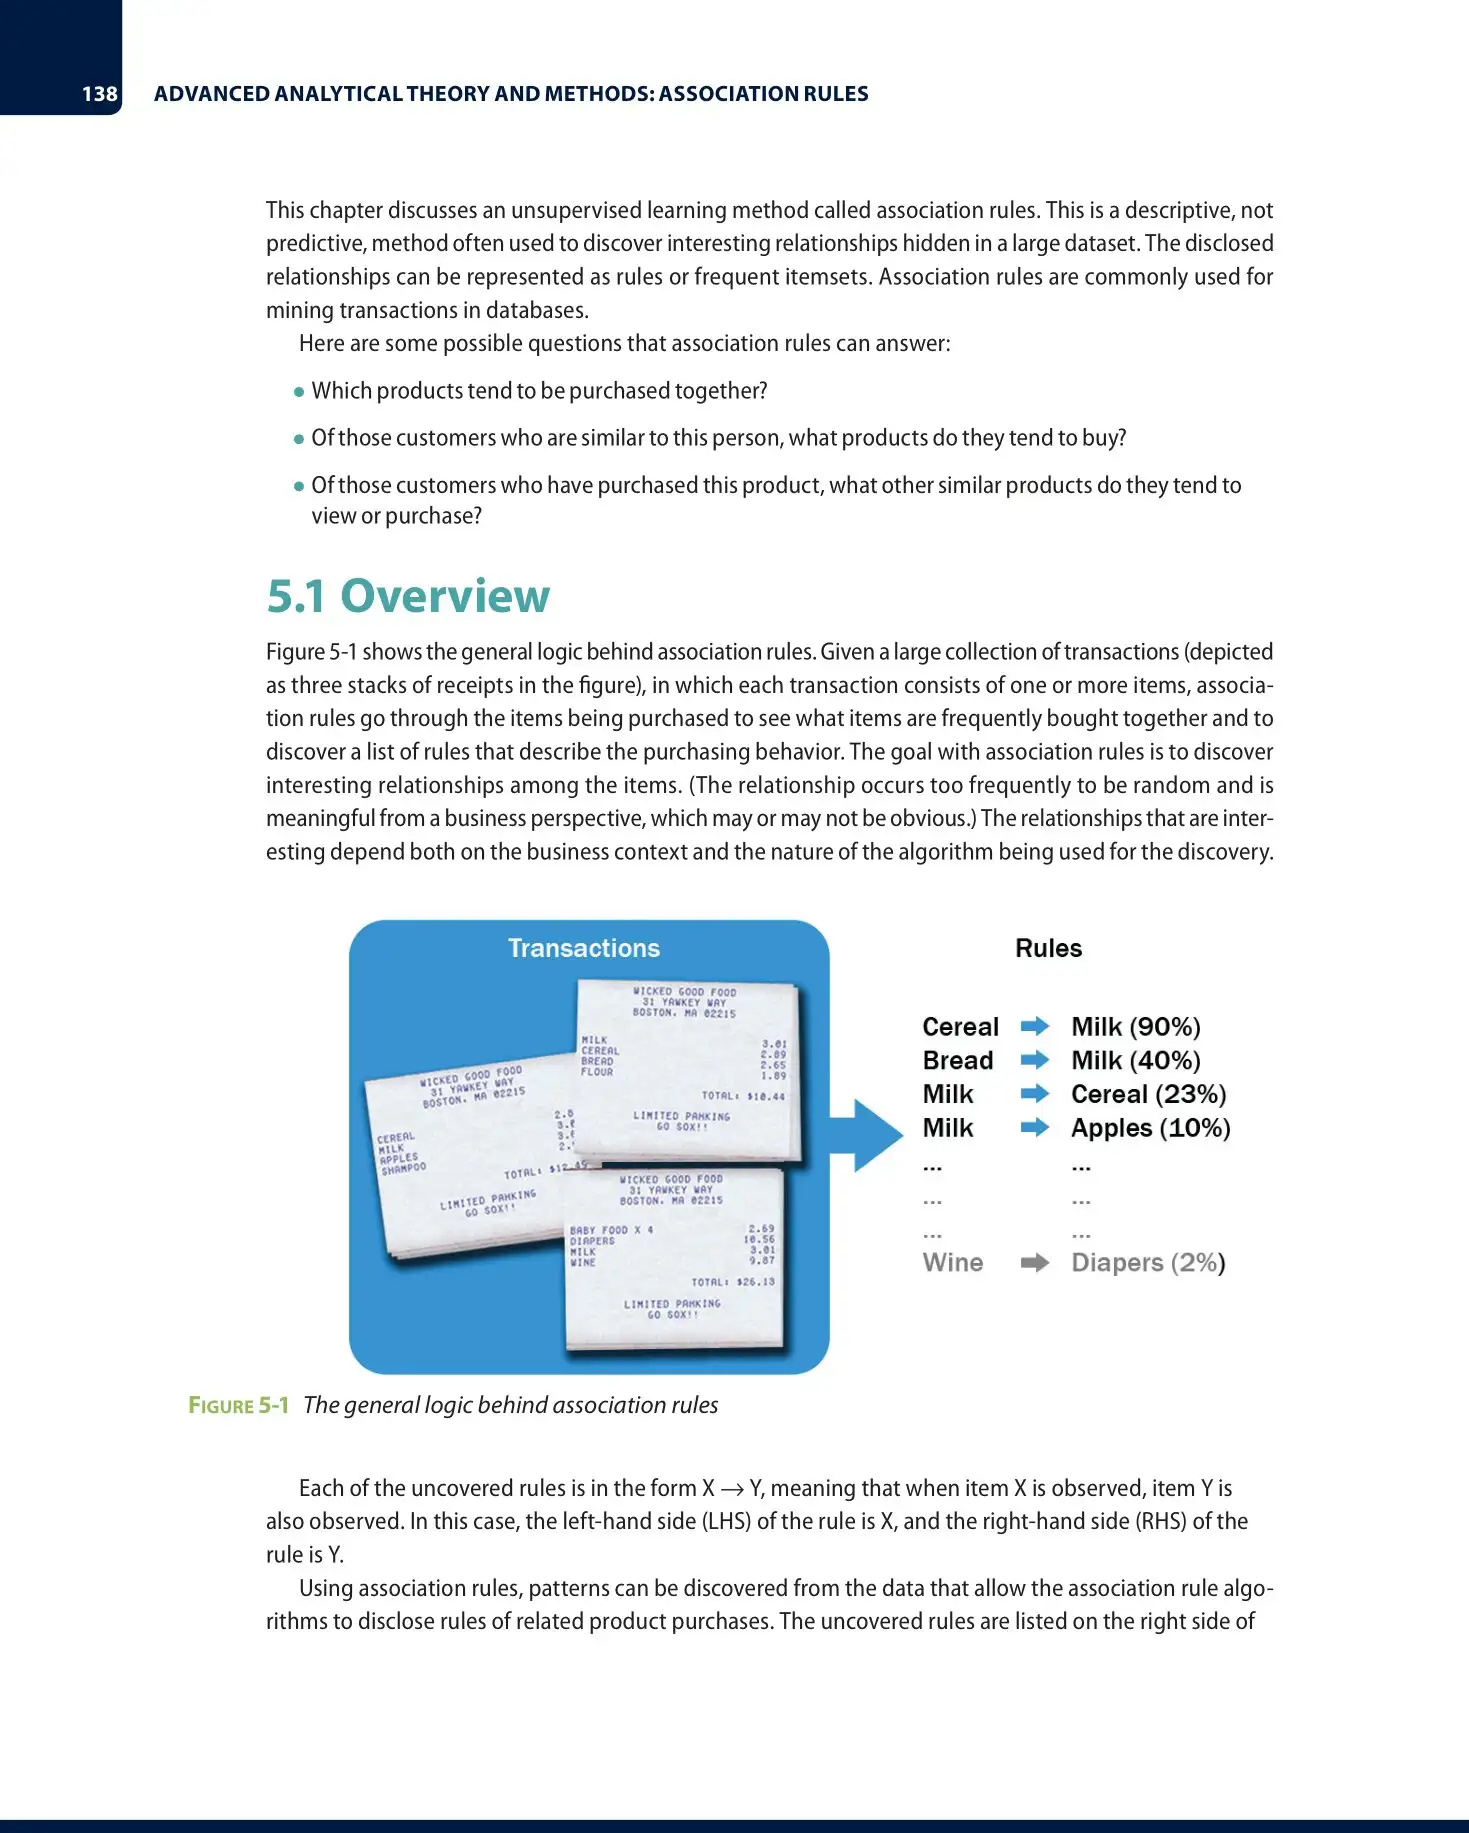 138 ADVANCED ANALYTICAL THEORY AND METHODS: ASSOCIATION RULES
This chapter discusses an unsupervised learning method called association rules. This is a descriptive, not
predictive, method often used to discover interesting relationships hidden in a large dataset. The disclosed
relationships can be represented as rules or frequent itemsets. Association rules are commonly used for
mining transactions in databases.
Here are some possible questions that association rules can answer:
● Which products tend to be purchased together?
● Of those customers who are similar to this person, what products do they tend to buy?
● Of those customers who have purchased this product, what other similar products do they tend to
view or purchase?
5.1 Overview
Figure 5-1 shows the general logic behind association rules. Given a large collection of transactions (depicted
as three stacks of receipts in the figure), in which each transaction consists of one or more items, associa-
tion rules go through the items being purchased to see what items are frequently bought together and to
discover a list of rules that describe the purchasing behavior. The goal with association rules is to discover
interesting relationships among the items. (The relationship occurs too frequently to be random and is
meaningful from a business perspective, which may or may not be obvious.) The relationships that are inter-
esting depend both on the business context and the nature of the algorithm being used for the discovery.
Transactions
WICKED GOOD FOOD
31 YAWKEY WAY
BOSTON. MA 02215
MILK 3.01
CEREAL 2.89
BREAD 2.65
FLOUR 1.89
TOTAL: $10.44
LIMITED PAHKING
GO SOX!!
WICKED GOOD FOOD
31 YAWKEY WAY
BOSTON. MA 02215
CEREAL 2.8
MILK 3.
APPLES 3.
SHAMPOO 2.
TOTAL: $12.
LIMITED PAHKING
GO SOX!!
WICKED GOOD FOOD
31 YAWKEY WAY
BOSTON. MA 02215
BABY FOOD X 4 2.69
DIAPERS 10.56
MILK 3.01
WINE 9.87
TOTAL: $26.13
LIMITED PAHKING
GO SOX!!
Rules
Cereal → Milk (90%)
Bread → Milk (40%)
Milk → Cereal (23%)
Milk → Apples (10%)
... ...
... ...
... ...
Wine → Diapers (2%)
FIGURE 5-1 The general logic behind association rules
Each of the uncovered rules is in the form X → Y, meaning that when item X is observed, item Y is
also observed. In this case, the left-hand side (LHS) of the rule is X, and the right-hand side (RHS) of the
rule is Y.
Using association rules, patterns can be discovered from the data that allow the association rule algo-
rithms to disclose rules of related product purchases. The uncovered rules are listed on the right side of